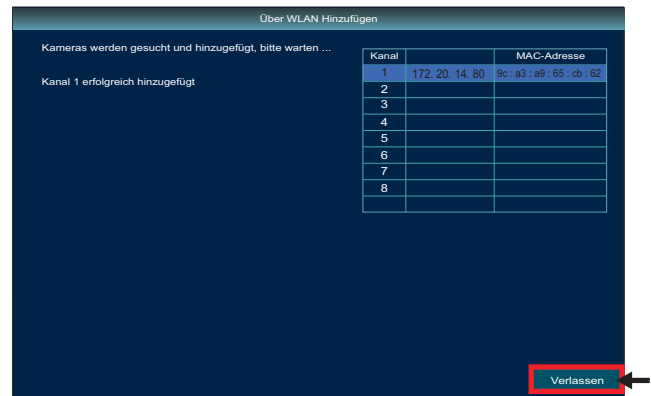 Über WLAN Hinzufügen
Kameras werden gesucht und hinzugefügt, bitte warten ...
Kanal 1 erfolgreich hinzugefügt
Kanal MAC-Adresse
1 172. 20. 14. 80 9c : a3 : a9 : 65 : cb : 62
2
3
4
5
6
7
8
Verlassen